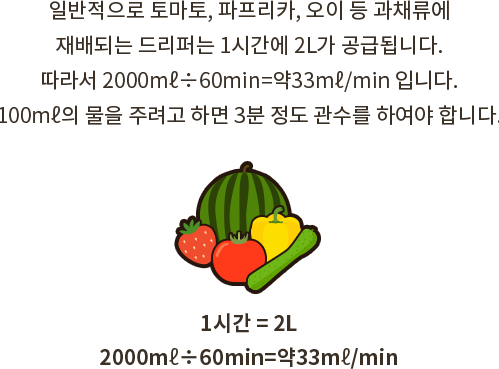 일반적으로 토마토, 파프리카, 오이 등 과채류에
재배되는 드리퍼는 1시간에 2L가 공급됩니다.
따라서 2000mℓ÷60min=약33mℓ/min 입니다.
100mℓ의 물을 주려고 하면 3분 정도 관수를 하여야 합니다.
1시간 = 2L
2000mℓ÷60min=약33mℓ/min